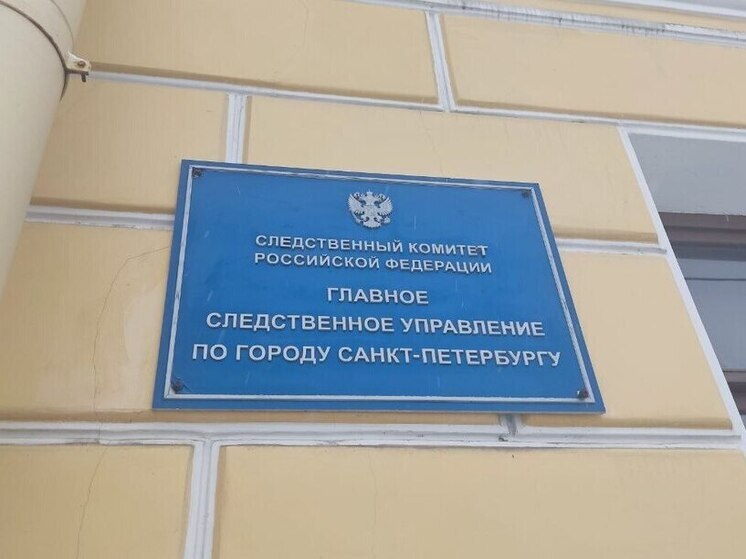 СЛЕДСТВЕННЫЙ КОМИТЕТ
РОССИЙСКОЙ ФЕДЕРАЦИИ
ГЛАВНОЕ
СЛЕДСТВЕННОЕ УПРАВЛЕНИЕ
ПО ГОРОДУ САНКТ-ПЕТЕРБУРГУ